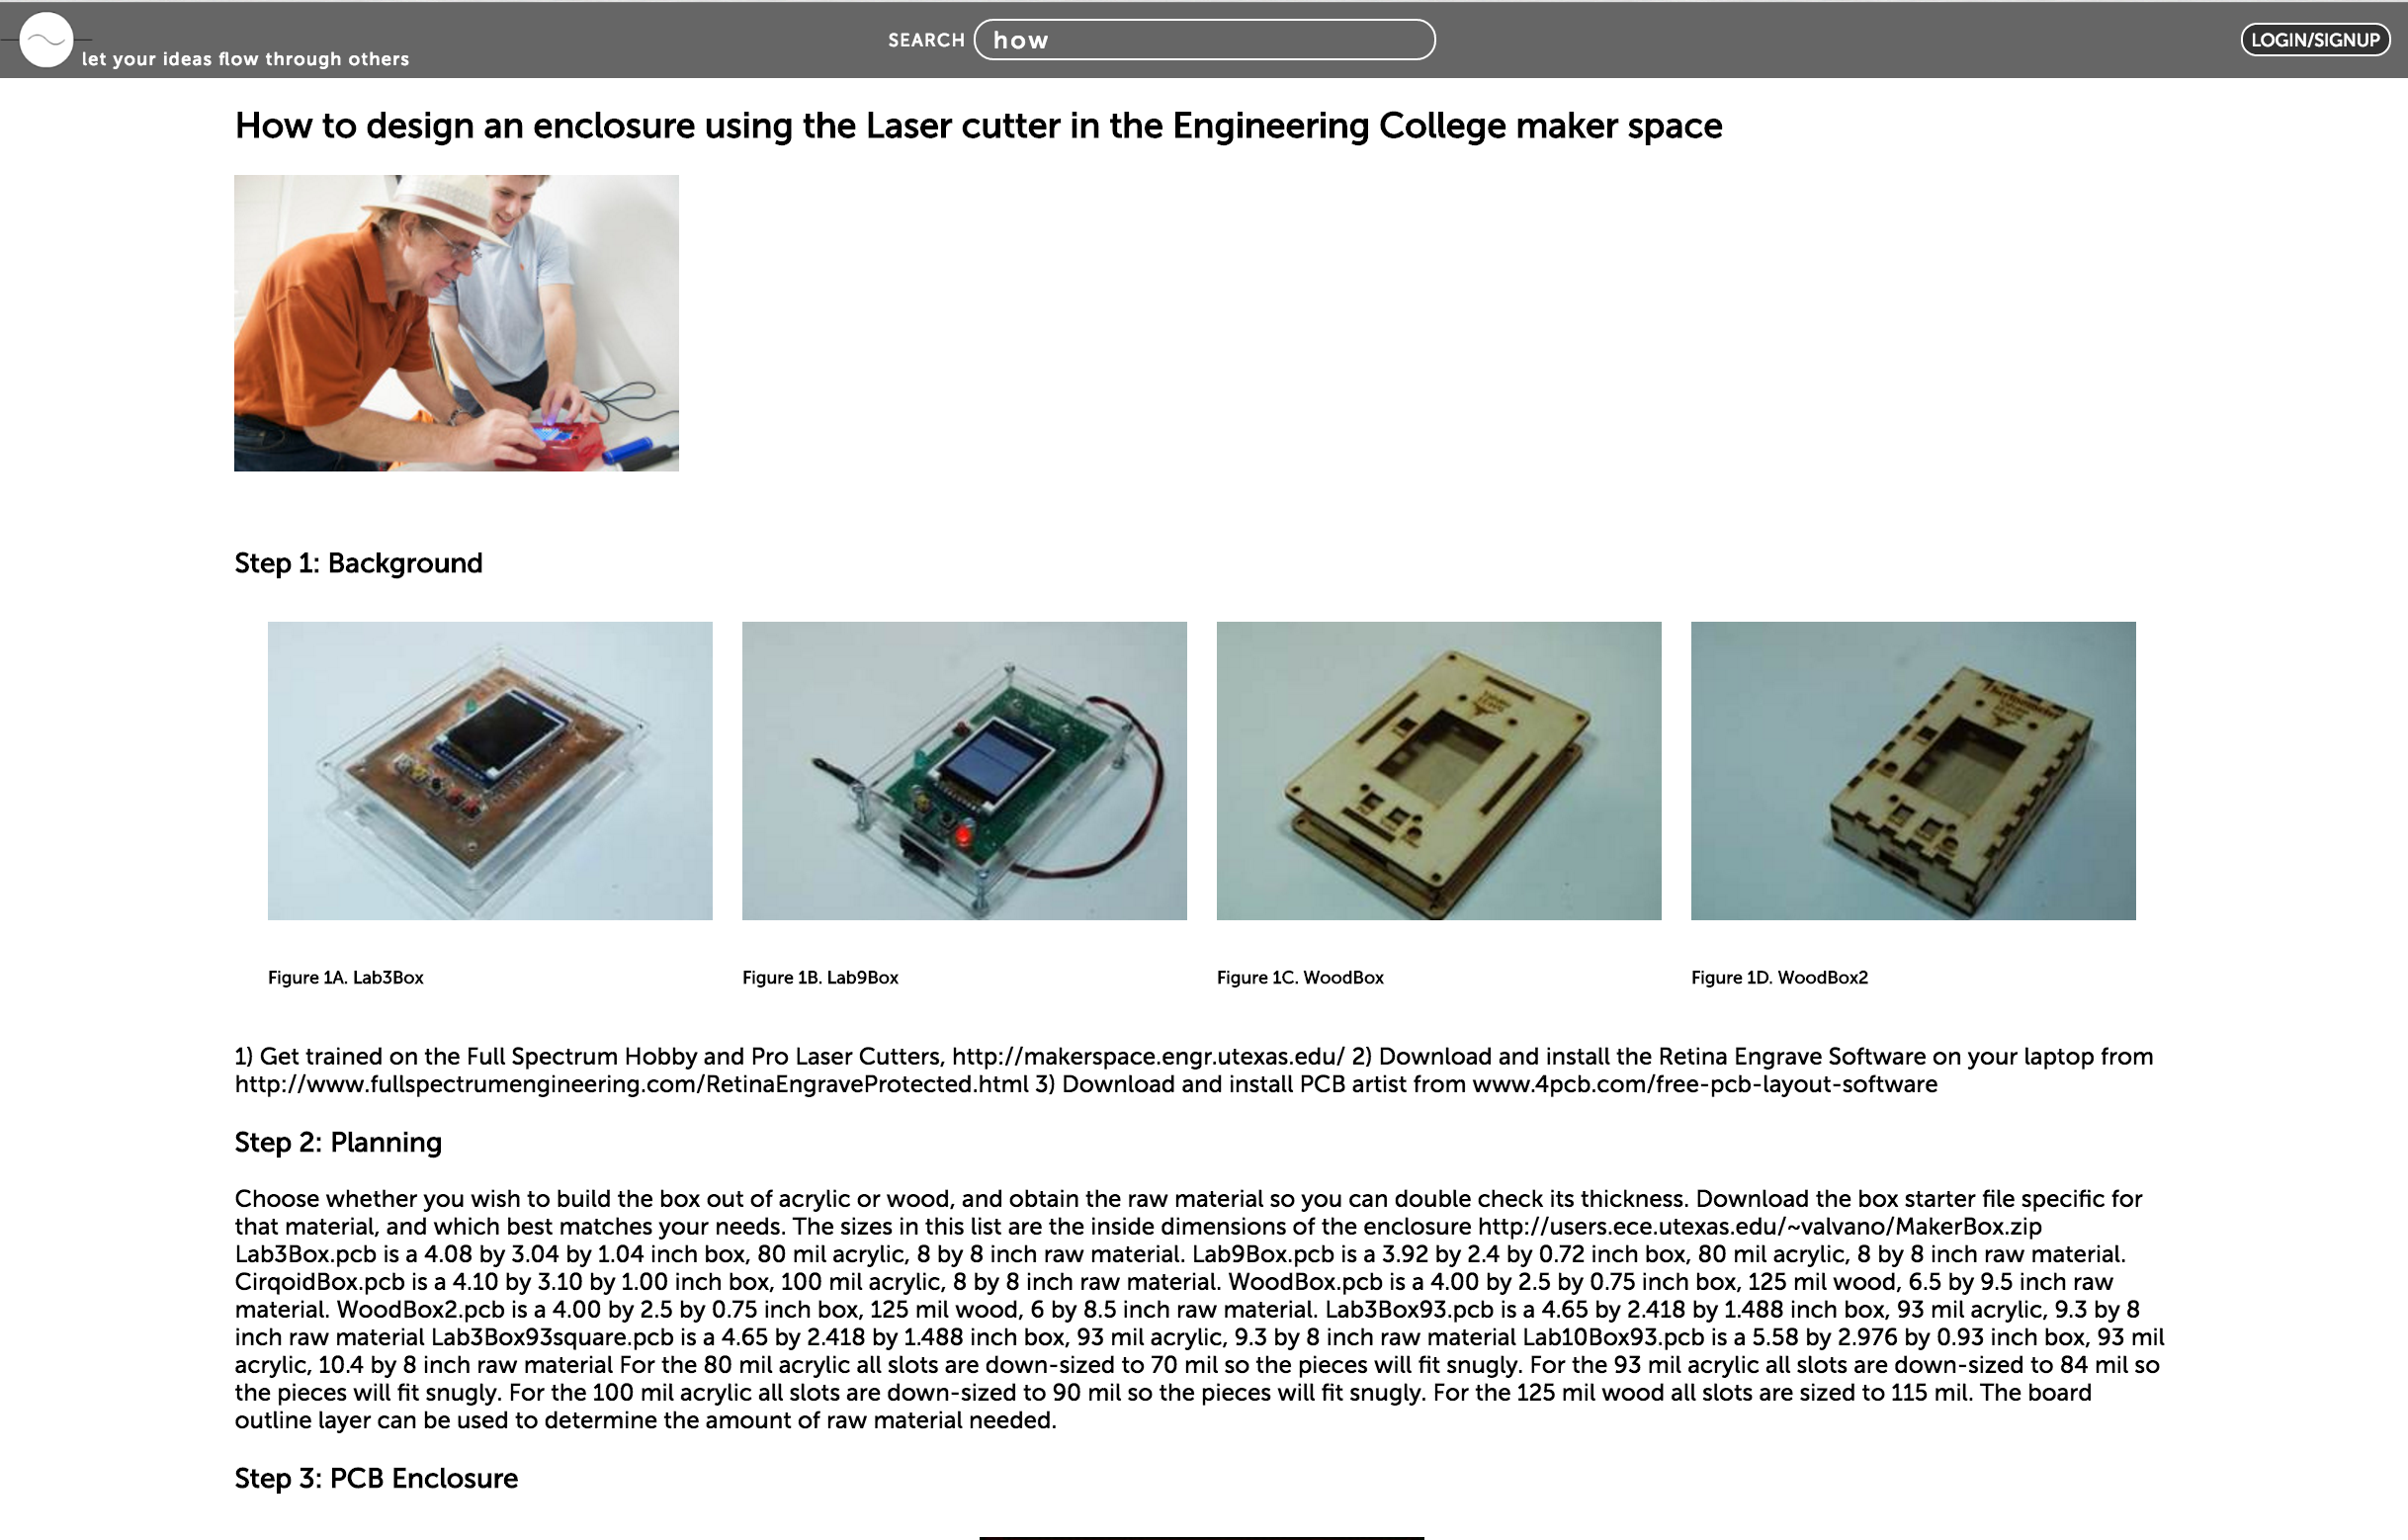 let your ideas flow through others
SEARCH how
LOGIN/SIGNUP
How to design an enclosure using the Laser cutter in the Engineering College maker space
Step 1: Background
Figure 1A. Lab3Box
Figure 1B. Lab9Box
Figure 1C. WoodBox
Figure 1D. WoodBox2
1) Get trained on the Full Spectrum Hobby and Pro Laser Cutters, http://makerspace.engr.utexas.edu/ 2) Download and install the Retina Engrave Software on your laptop from
http://www.fullspectrumengineering.com/RetinaEngraveProtected.html 3) Download and install PCB artist from www.4pcb.com/free-pcb-layout-software
Step 2: Planning
Choose whether you wish to build the box out of acrylic or wood, and obtain the raw material so you can double check its thickness. Download the box starter file specific for
that material, and which best matches your needs. The sizes in this list are the inside dimensions of the enclosure http://users.ece.utexas.edu/~valvano/MakerBox.zip
Lab3Box.pcb is a 4.08 by 3.04 by 1.04 inch box, 80 mil acrylic, 8 by 8 inch raw material. Lab9Box.pcb is a 3.92 by 2.4 by 0.72 inch box, 80 mil acrylic, 8 by 8 inch raw material.
CirqoidBox.pcb is a 4.10 by 3.10 by 1.00 inch box, 100 mil acrylic, 8 by 8 inch raw material. WoodBox.pcb is a 4.00 by 2.5 by 0.75 inch box, 125 mil wood, 6.5 by 9.5 inch raw
material. WoodBox2.pcb is a 4.00 by 2.5 by 0.75 inch box, 125 mil wood, 6 by 8.5 inch raw material. Lab3Box93.pcb is a 4.65 by 2.418 by 1.488 inch box, 93 mil acrylic, 9.3 by 8
inch raw material Lab3Box93square.pcb is a 4.65 by 2.418 by 1.488 inch box, 93 mil acrylic, 9.3 by 8 inch raw material Lab10Box93.pcb is a 5.58 by 2.976 by 0.93 inch box, 93 mil
acrylic, 10.4 by 8 inch raw material For the 80 mil acrylic all slots are down-sized to 70 mil so the pieces will fit snugly. For the 93 mil acrylic all slots are down-sized to 84 mil so
the pieces will fit snugly. For the 100 mil acrylic all slots are down-sized to 90 mil so the pieces will fit snugly. For the 125 mil wood all slots are sized to 115 mil. The board
outline layer can be used to determine the amount of raw material needed.
Step 3: PCB Enclosure